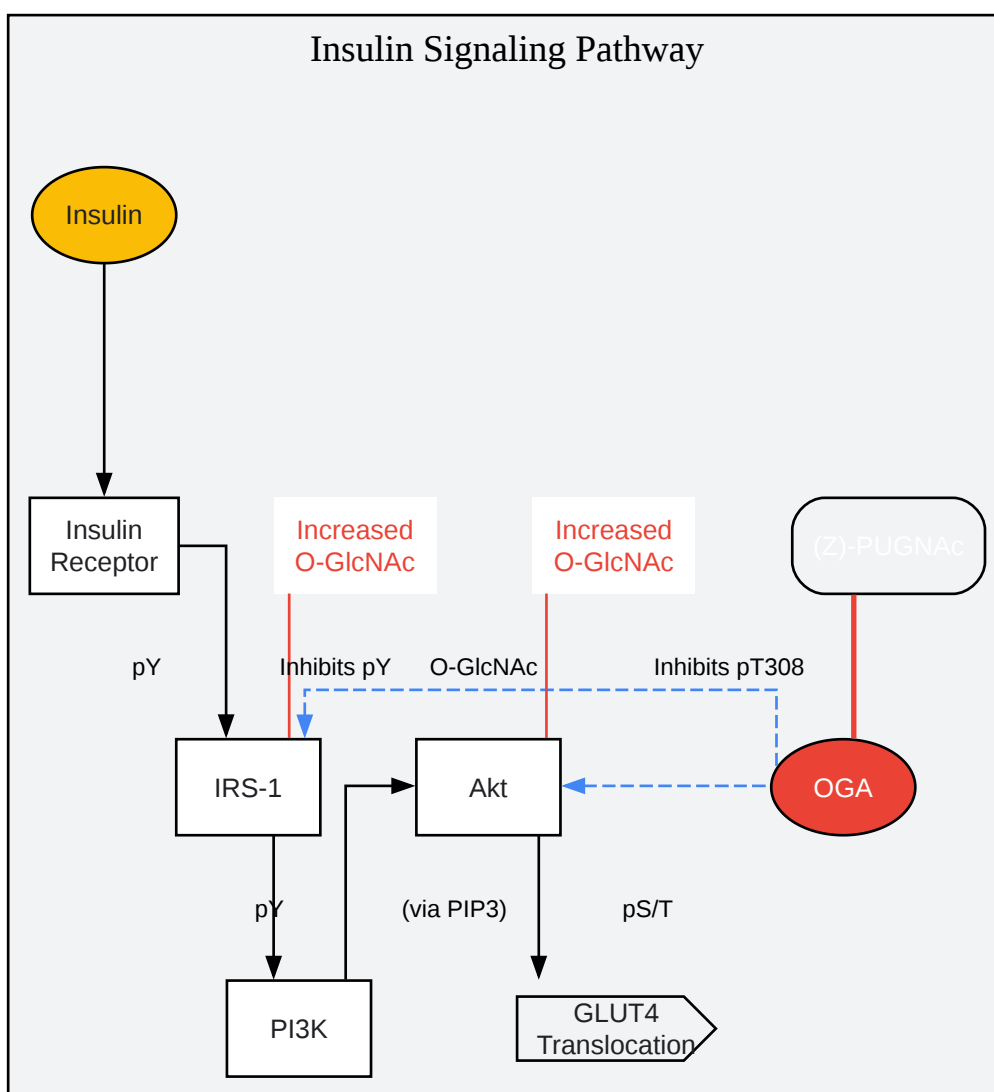 Insulin Signaling Pathway
Insulin
Insulin
Receptor
Increased
O-GlcNAc
Increased
O-GlcNAc
(Z)-PUGNAc
pY
Inhibits pY
O-GlcNAc
Inhibits pT308
IRS-1
Akt
OGA
pY
(via PIP3)
pS/T
PI3K
GLUT4
Translocation